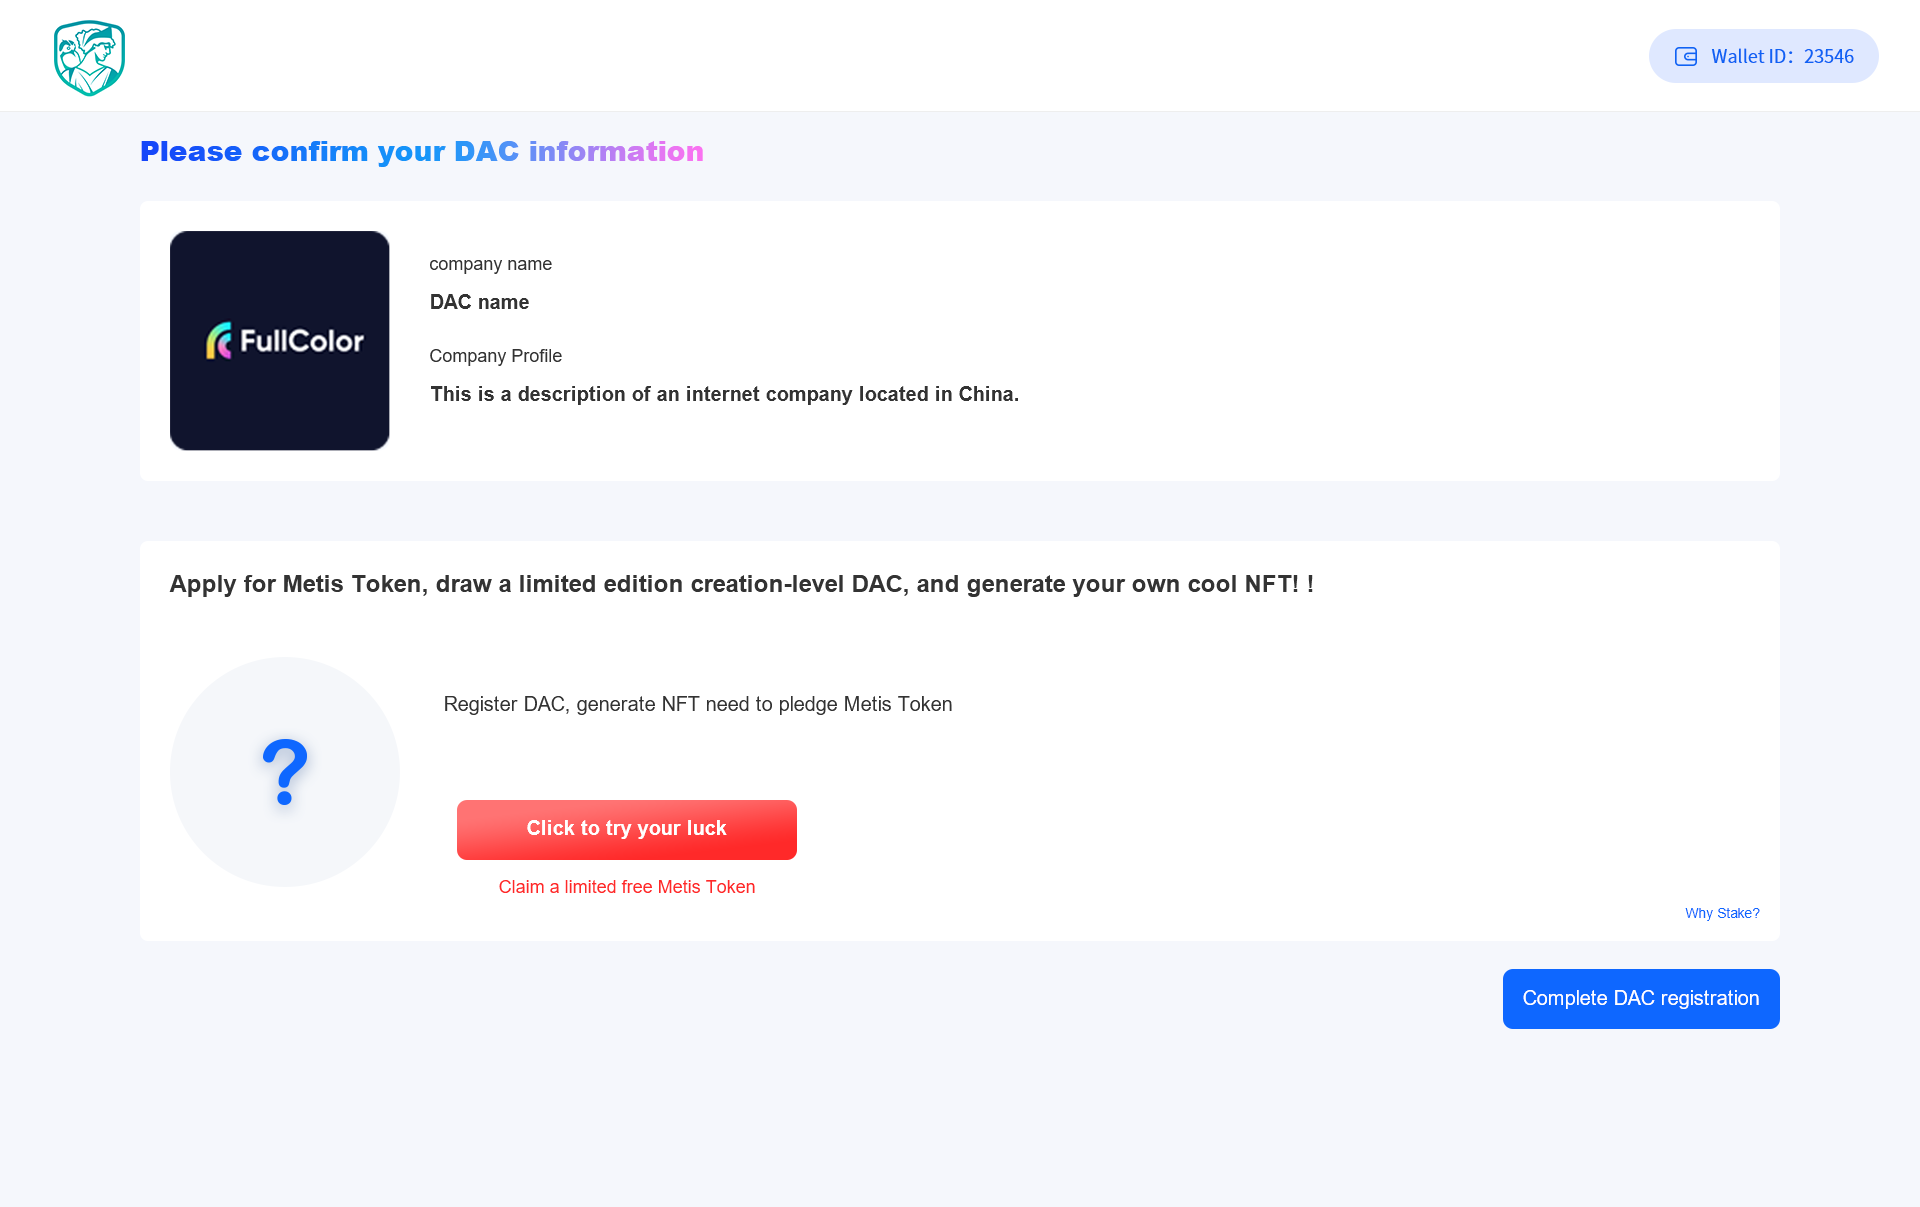 Wallet ID：23546
Please confirm your DAC information
FullColor
company name
DAC name
Company Profile
This is a description of an internet company located in China.
Apply for Metis Token, draw a limited edition creation-level DAC, and generate your own cool NFT! !
?
Register DAC, generate NFT need to pledge Metis Token
Click to try your luck
Claim a limited free Metis Token
Why Stake?
Complete DAC registration